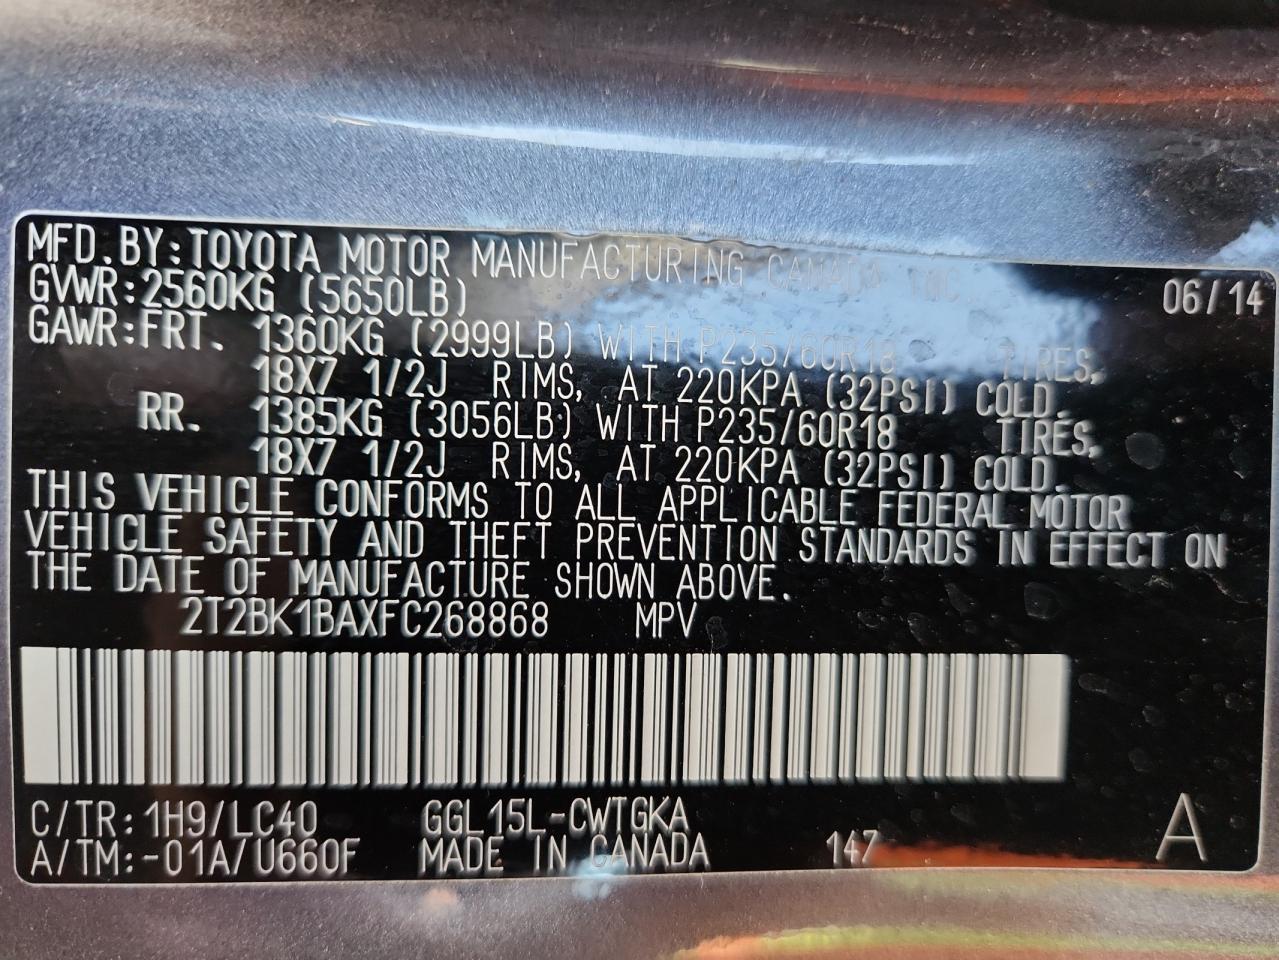 MFD.BY:TOYOTA MOTOR MANUFACTURING CANADA INC. 06/14
GVWR:2560KG (5650LB)
GAWR:FRT. 1360KG (2999LB) WITH P235/60R18 TIRES,
18X7 1/2J RIMS, AT 220KPA (32PSI) COLD.
RR. 1385KG (3056LB) WITH P235/60R18 TIRES,
18X7 1/2J RIMS, AT 220KPA (32PSI) COLD.
THIS VEHICLE CONFORMS TO ALL APPLICABLE FEDERAL MOTOR
VEHICLE SAFETY AND THEFT PREVENTION STANDARDS IN EFFECT ON
THE DATE OF MANUFACTURE SHOWN ABOVE.
2T2BK1BAXFC268868 MPV
C/TR:1H9/LC40 GGL15L-CWTGKA A
A/TM:-01A/U660F MADE IN CANADA 147